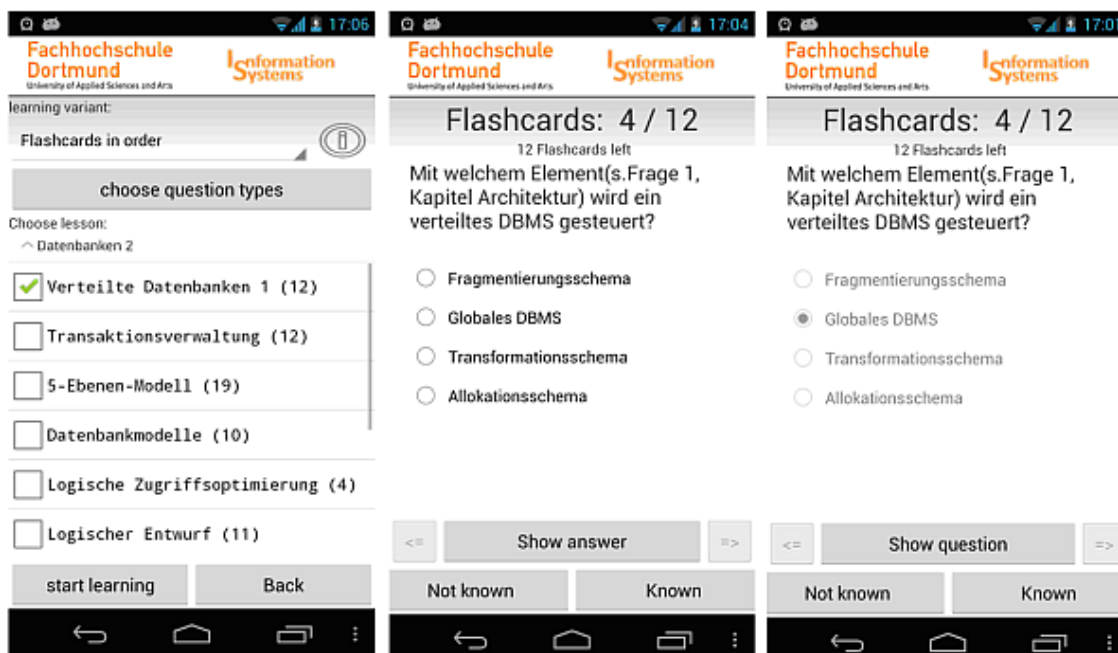 17:06
Fachhochschule
Dortmund
University of Applied Sciences and Arts
Information
Systems
learning variant:
Flashcards in order
choose question types
Choose lesson:
Datenbanken 2
Verteilte Datenbanken 1 (12)
Transaktionsverwaltung (12)
5-Ebenen-Modell (19)
Datenbankmodelle (10)
Logische Zugriffsoptimierung (4)
Logischer Entwurf (11)
start learning
Back
17:04
Fachhochschule
Dortmund
University of Applied Sciences and Arts
Information
Systems
Flashcards: 4 / 12
12 Flashcards left
Mit welchem Element(s.Frage 1,
Kapitel Architektur) wird ein
verteiltes DBMS gesteuert?
Fragmentierungsschema
Globales DBMS
Transformationsschema
Allokationsschema
<=
Show answer
=>
Not known
Known
Fachhochschule
Dortmund
University of Applied Sciences and Arts
Information
Systems
Flashcards: 4 / 12
12 Flashcards left
Mit welchem Element(s.Frage 1,
Kapitel Architektur) wird ein
verteiltes DBMS gesteuert?
Fragmentierungsschema
Globales DBMS
Transformationsschema
Allokationsschema
<=
Show question
=>
Not known
Known